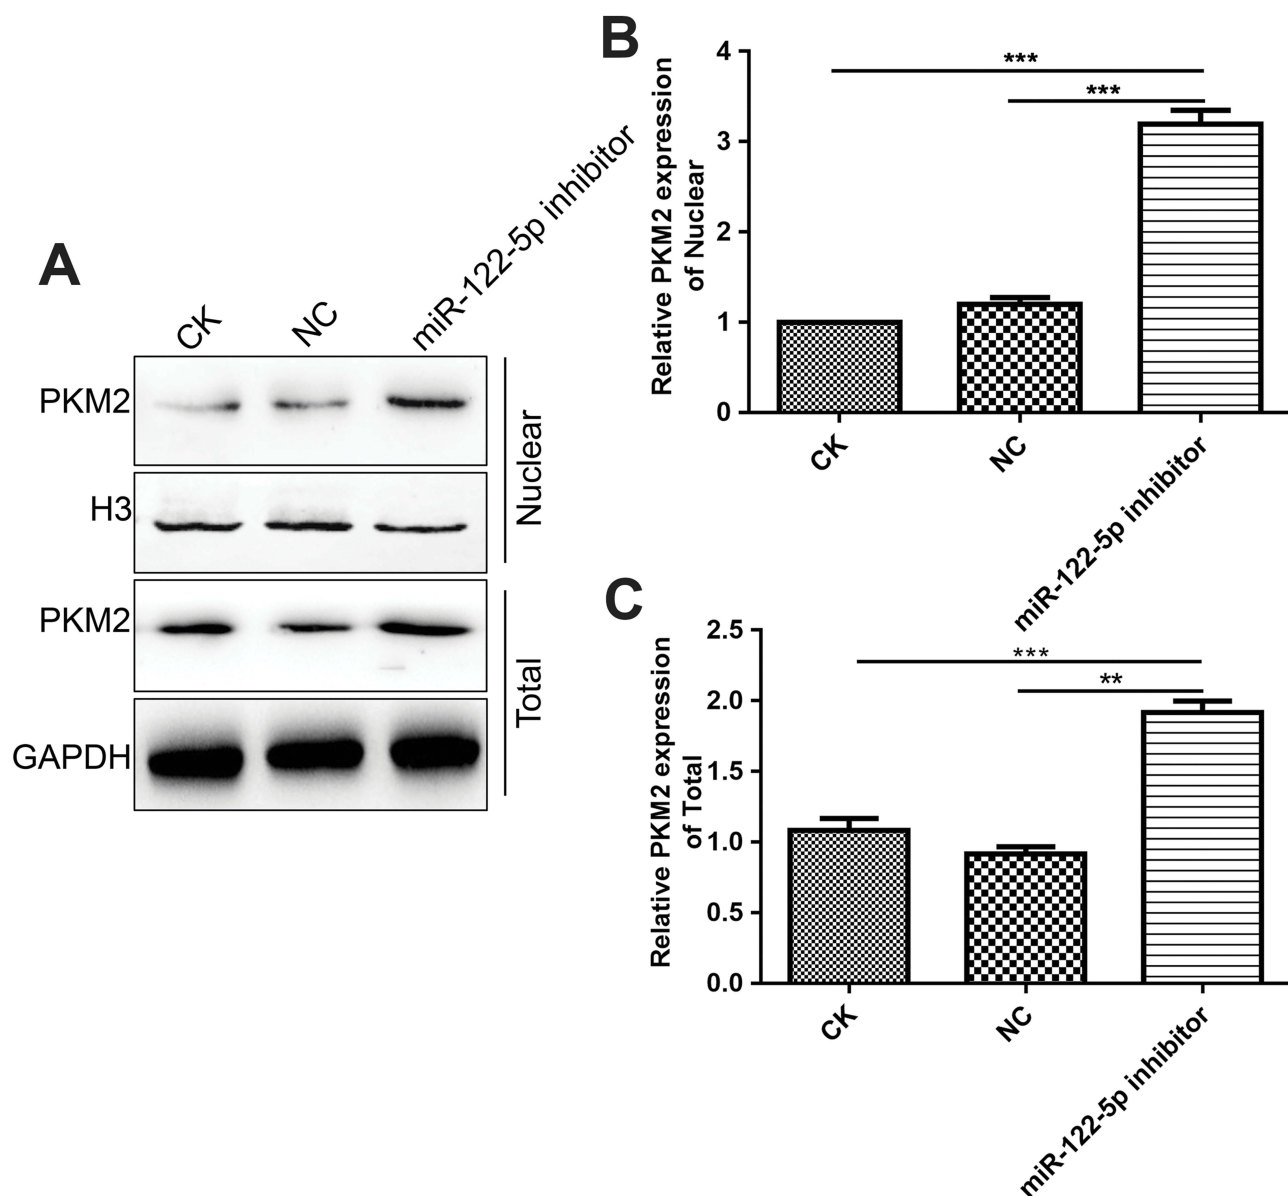 A
CK
NC
miR-122-5p inhibitor
PKM2
H3
Nuclear
PKM2
GAPDH
Total
B
Relative PKM2 expression
of Nuclear
4
3
2
1
0
***
***
CK
NC
miR-122-5p inhibitor
C
Relative PKM2 expression
of Total
2.5
2.0
1.5
1.0
0.5
0.0
***
**
CK
NC
miR-122-5p inhibitor